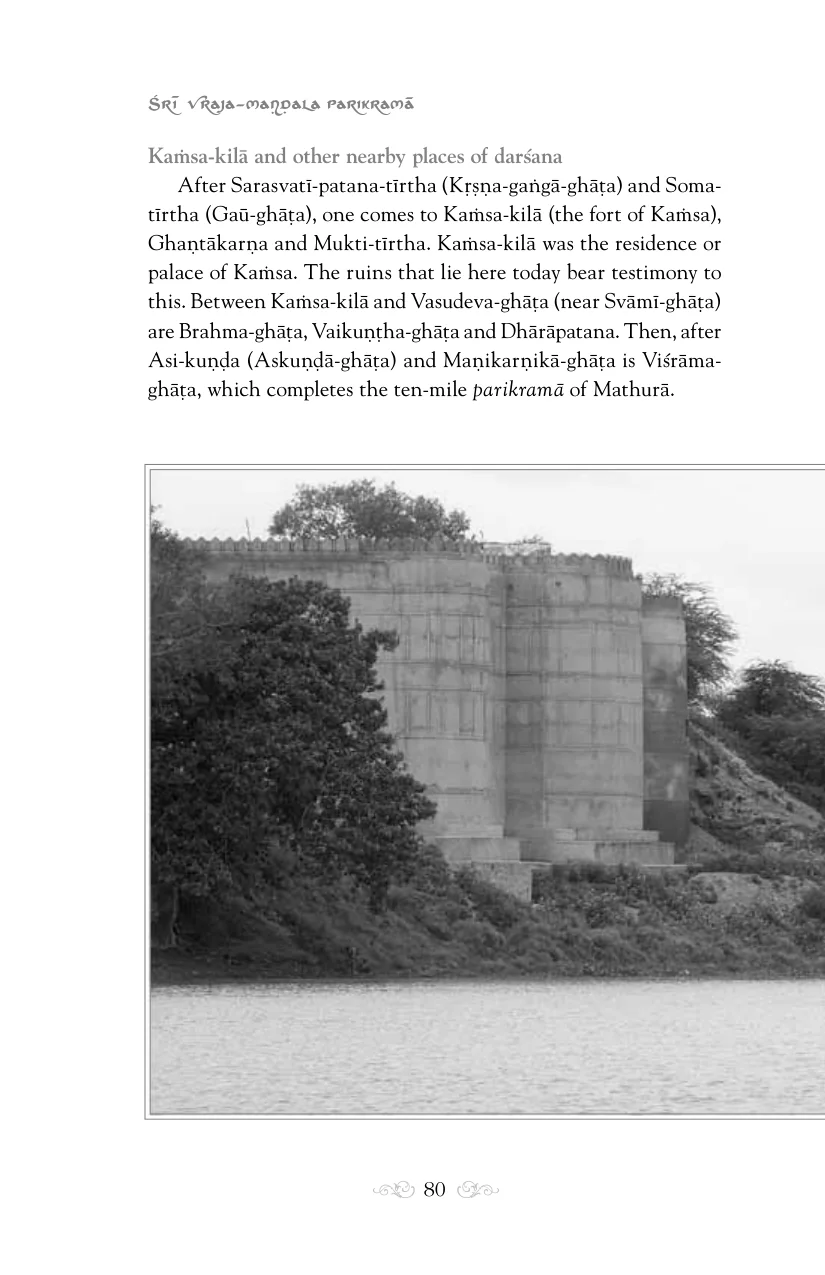 Śrī Vraja-maṇḍala Parikramā
Kaṁsa-kilā and other nearby places of darśana
After Sarasvatī-patana-tīrtha (Kṛṣṇa-gaṅgā-ghāṭa) and Soma-
tīrtha (Gaū-ghāṭa), one comes to Kaṁsa-kilā (the fort of Kaṁsa),
Ghaṇtākarṇa and Mukti-tīrtha. Kaṁsa-kilā was the residence or
palace of Kaṁsa. The ruins that lie here today bear testimony to
this. Between Kaṁsa-kilā and Vasudeva-ghāṭa (near Svāmī-ghāṭa)
are Brahma-ghāṭa, Vaikuṇṭha-ghāṭa and Dhārāpatana. Then, after
Asi-kuṇḍa (Askuṇḍā-ghāṭa) and Maṇikarṇikā-ghāṭa is Viśrāma-
ghāṭa, which completes the ten-mile parikramā of Mathurā.
80